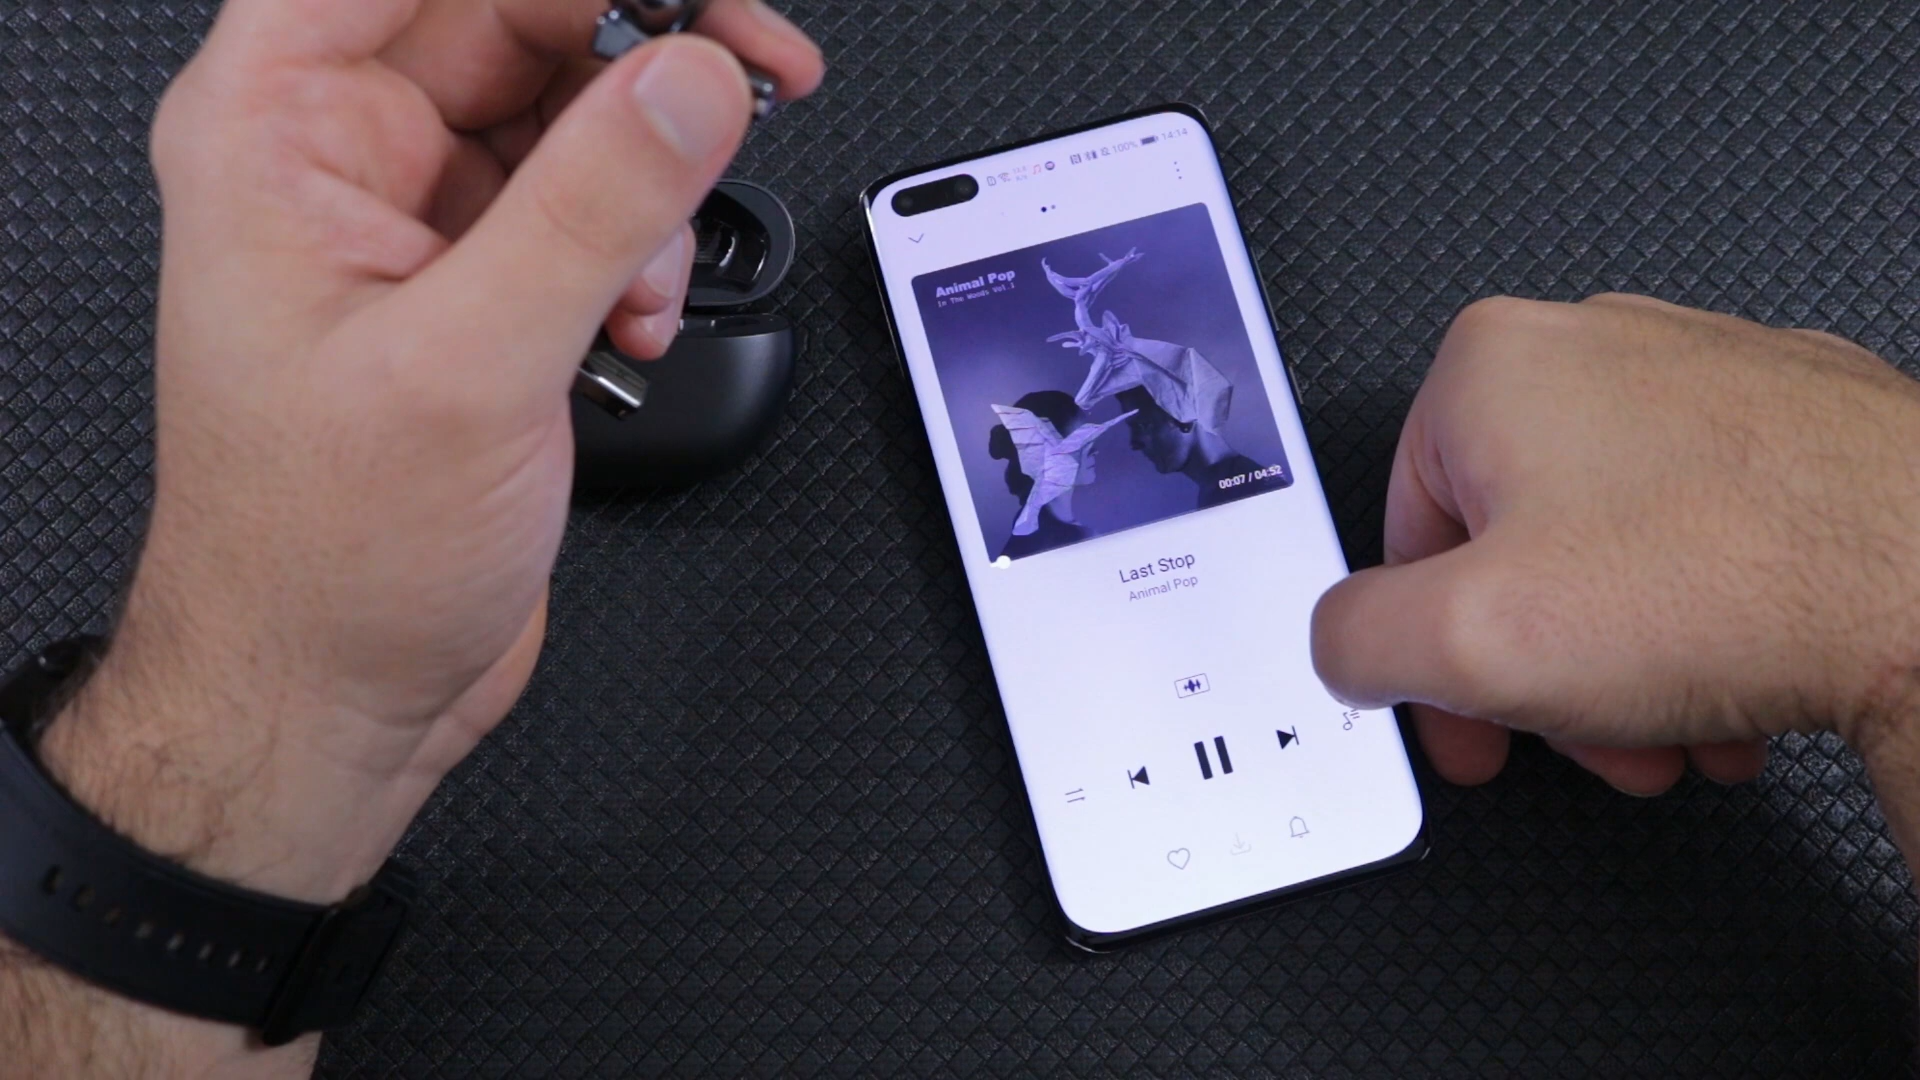 100% 14:14
Animal Pop
In The Woods Vol.1
00:07 / 04:52
Last Stop
Animal Pop